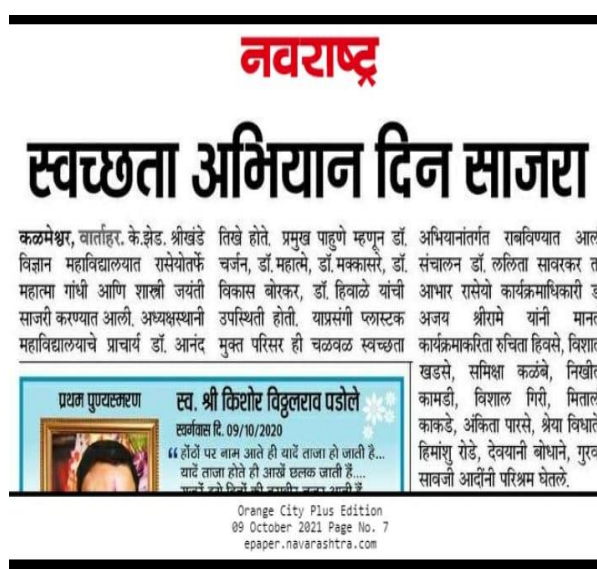 नवराष्ट्र
स्वच्छता अभियान दिन साजरा
कळमेश्वर, वार्ताहर. के.झेड. श्रीखंडे
विज्ञान महाविद्यालयात रासेयोतर्फे
महात्मा गांधी आणि शास्त्री जयंती
साजरी करण्यात आली. अध्यक्षस्थानी
महाविद्यालयाचे प्राचार्य डॉ. आनंद
तिखे होते. प्रमुख पाहुणे म्हणून डॉ.
चर्जन, डॉ. महात्मे, डॉ. मक्कासरे, डॉ.
विकास बोरकर, डॉ. हिवाळे यांची
उपस्थिती होती. याप्रसंगी प्लास्टक
मुक्त परिसर ही चळवळ स्वच्छता
अभियानांतर्गत राबविण्यात
संचालन डॉ. ललिता सावरकर
आभार रासेयो कार्यक्रमाधिकारी
अजय श्रीरामे यांनी
कार्यक्रमाकरिता रुचिता हिवसे,
खडसे, समिक्षा कळंबे,
कामडी, विशाल गिरी,
काकडे, अंकिता पारसे, श्रेया
हिमांशु रोडे, देवयानी बोधाने,
सावजी आदींनी परिश्रम घेतले.
प्रथम पुण्यस्मरण
स्व. श्री किशोर विठ्ठलराव पडोले
स्वर्गवास दि. 09/10/2020
“ होंठों पर नाम आते ही यादें ताजा हो जाती है...
यादें ताजा होते ही आखें छलक जाती हैं....
Orange City Plus Edition
09 October 2021 Page No. 7
epaper.navarashtra.com